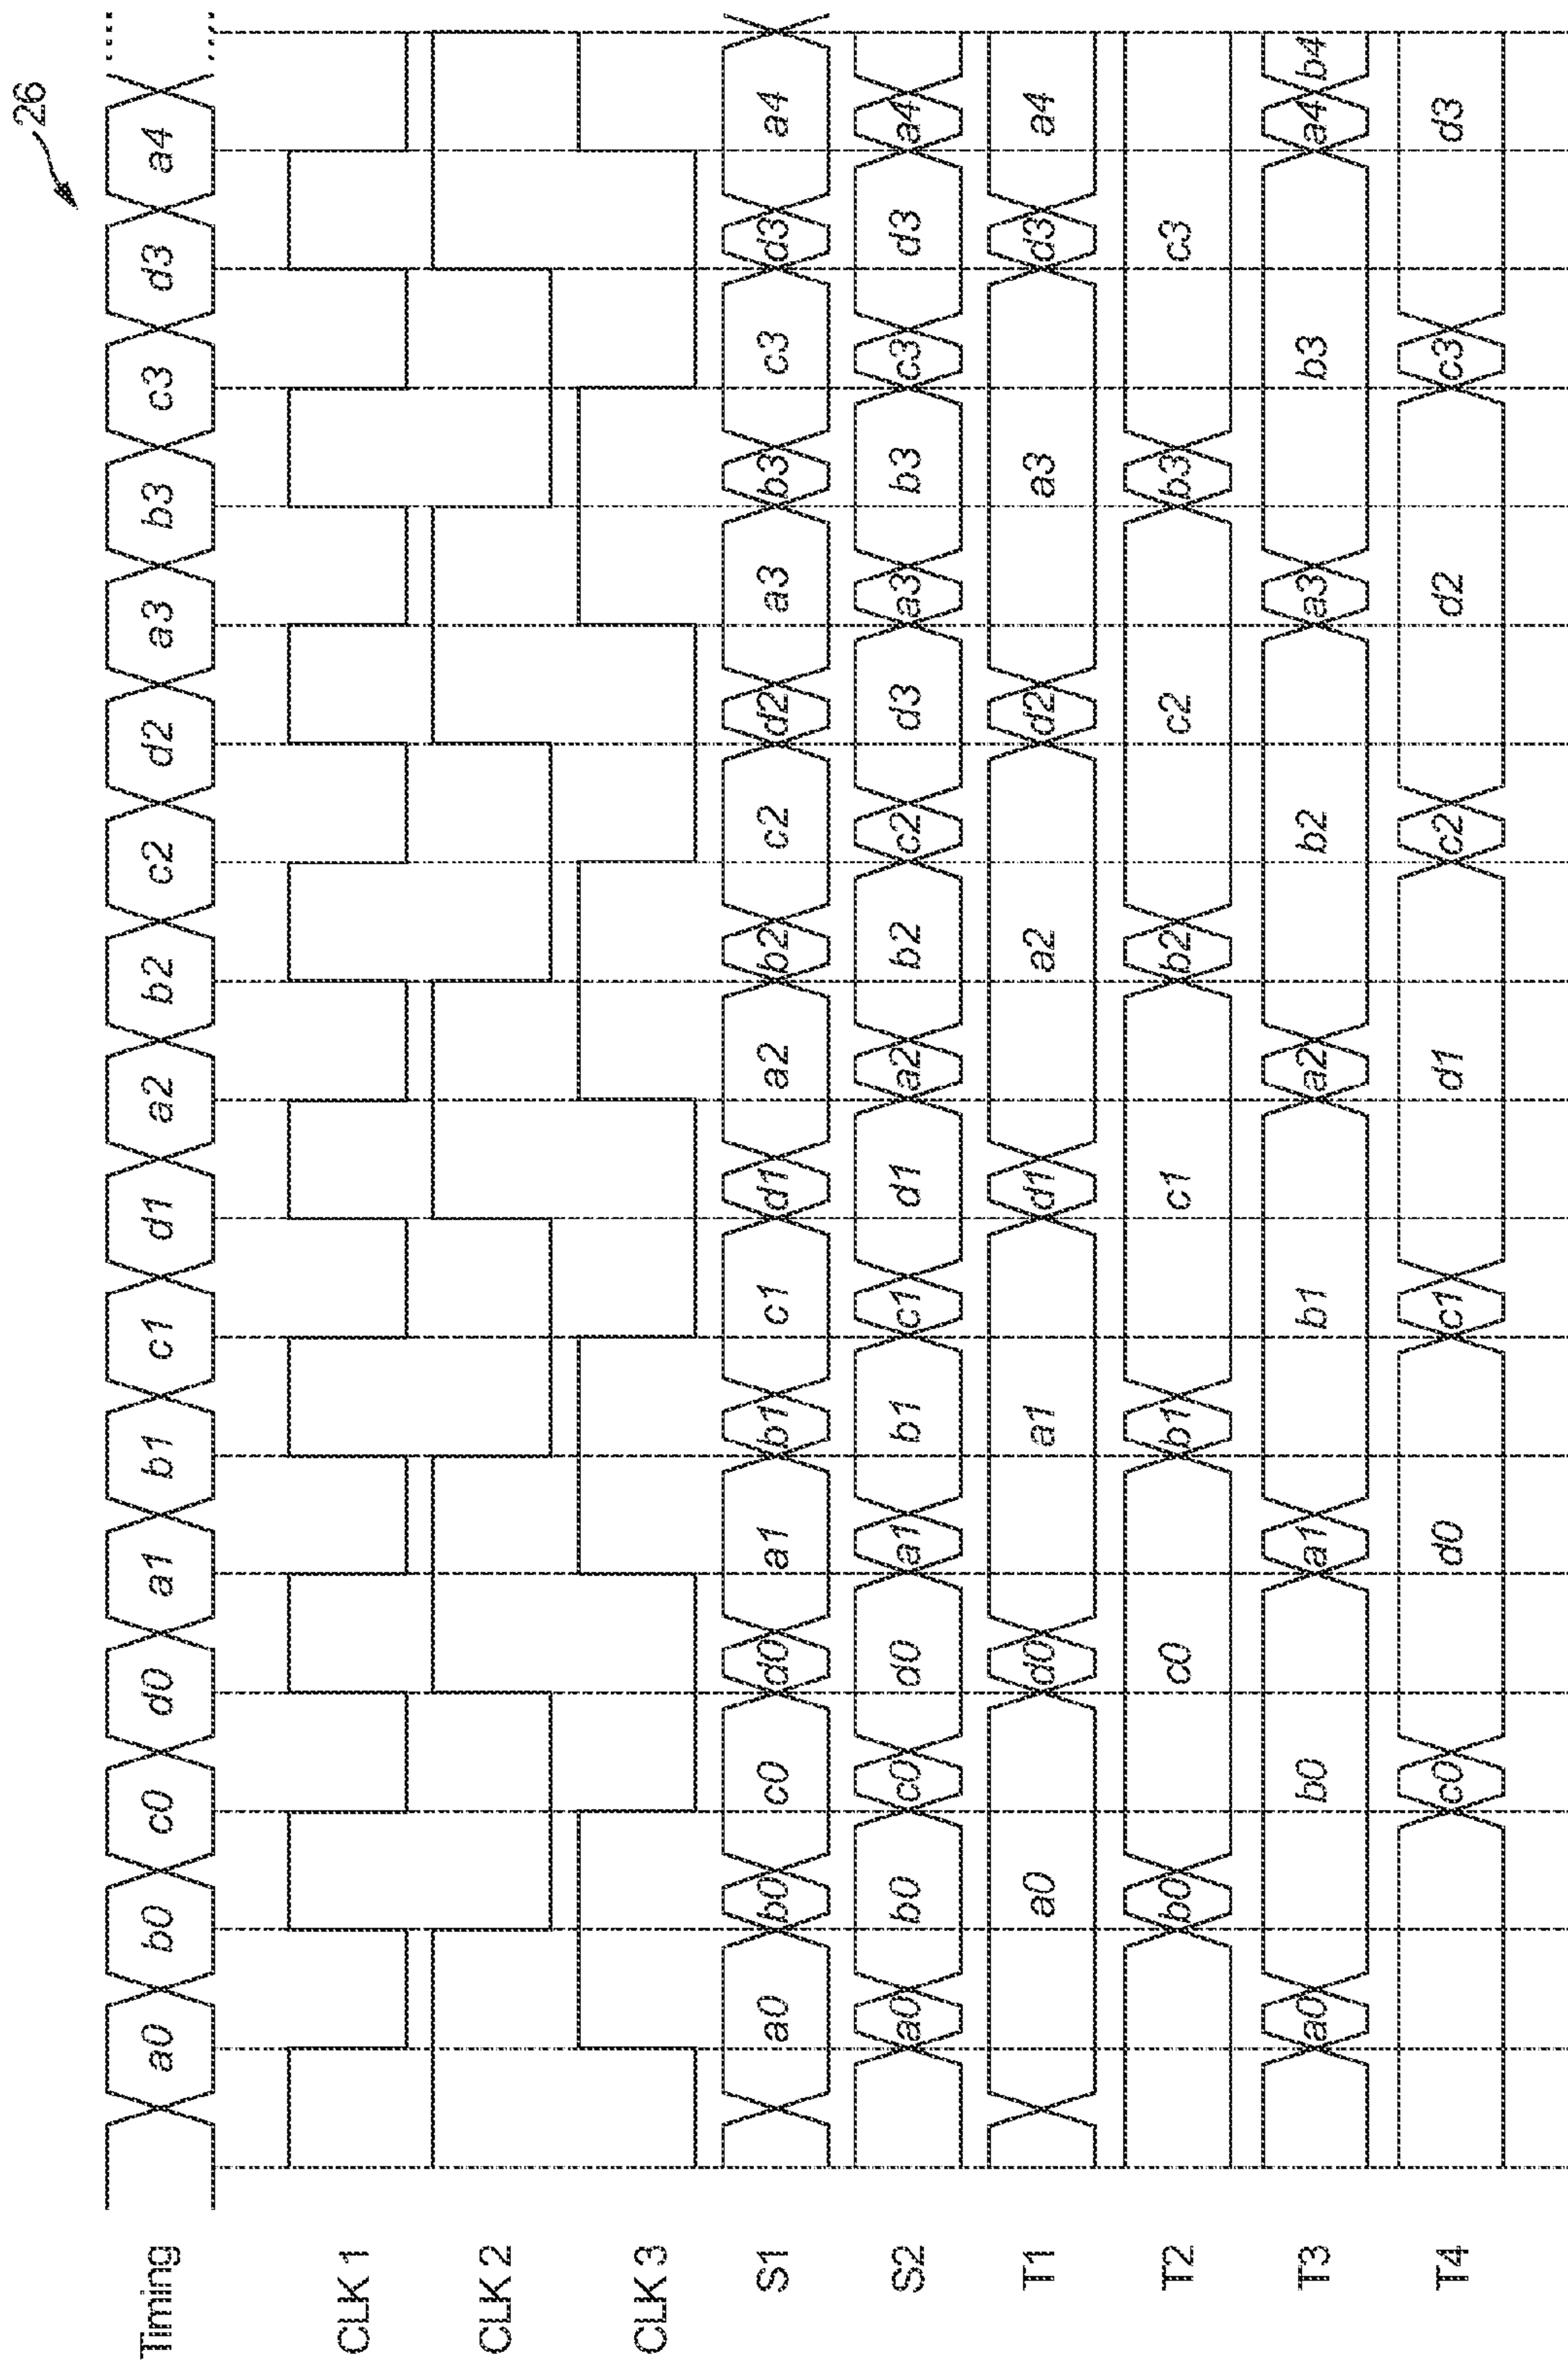 26
Timing a0 b0 c0 d0 a1 b1 c1 d1 a2 b2 c2 d2 a3 b3 c3 d3 a4
CLK 1
CLK 2
CLK 3
S1 a0 b0 c0 d0 a1 b1 c1 d1 a2 b2 c2 d2 a3 b3 c3 d3 a4
S2 a0 b0 c0 d0 a1 b1 c1 d1 a2 b2 c2 d3 a3 b3 c3 d3 a4
T1 a0 d0 a1 d1 a2 d2 a3 d3 a4
T2 b0 c0 b1 c1 b2 c2 b3 c3
T3 a0 b0 a1 b1 a2 b2 a3 b3 a4 b4
T4 c0 d0 c1 d1 c2 d2 c3 d3